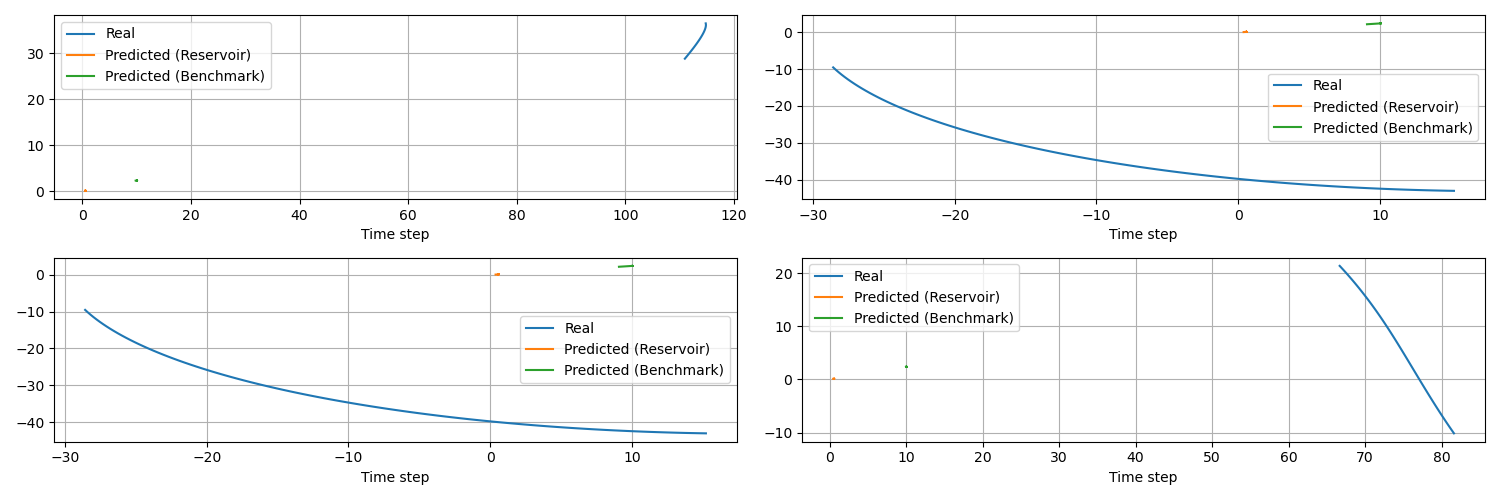 30
20
10
0
Real
Predicted (Reservoir)
Predicted (Benchmark)
0 20 40 60 80 100 120
Time step
0
−10
−20
−30
−40
Real
Predicted (Reservoir)
Predicted (Benchmark)
−30 −20 −10 0 10
Time step
0
−10
−20
−30
−40
Real
Predicted (Reservoir)
Predicted (Benchmark)
−30 −20 −10 0 10
Time step
20
10
0
−10
Real
Predicted (Reservoir)
Predicted (Benchmark)
0 10 20 30 40 50 60 70 80
Time step